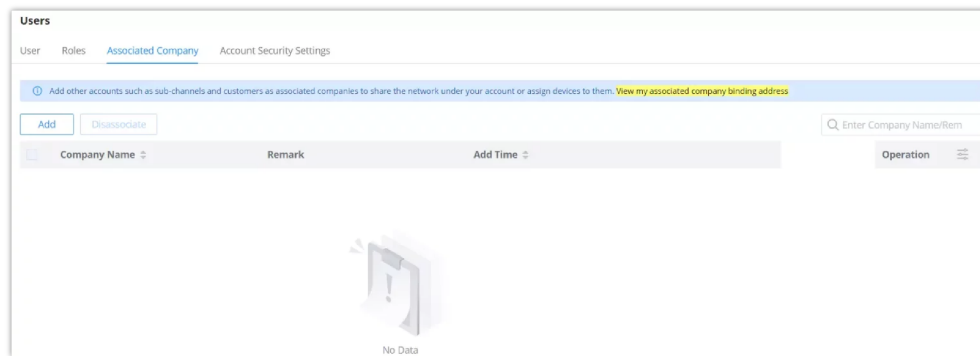 Users
User Roles Associated Company Account Security Settings
Add other accounts such as sub-channels and customers as associated companies to share the network under your account or assign devices to them. View my associated company binding address
Add Disassociate Enter Company Name/Rem
Company Name Remark Add Time Operation
No Data